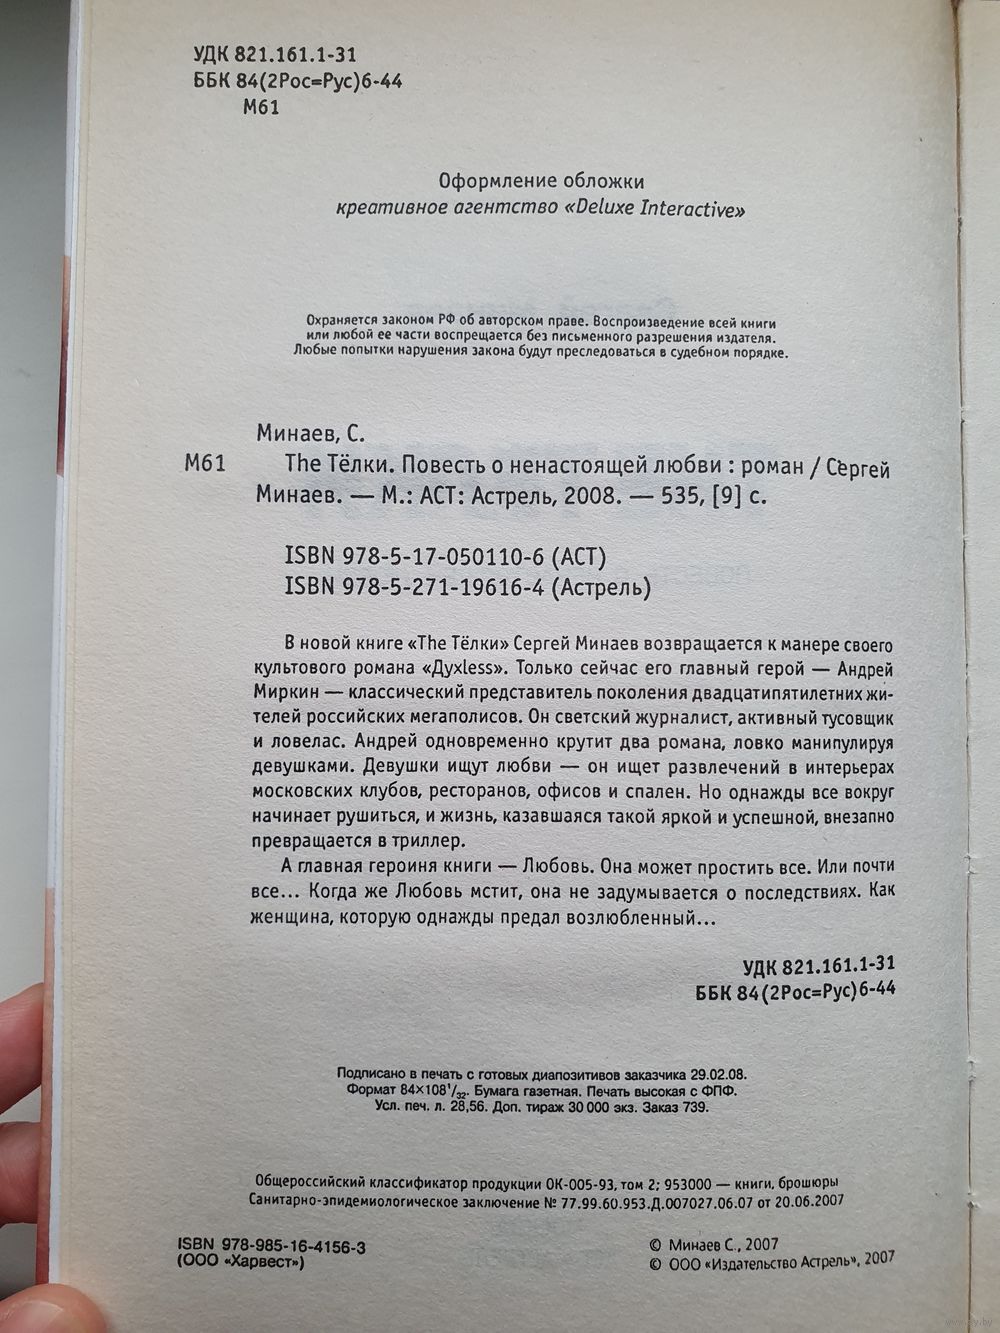 УДК 821.161.1-31
ББК 84(2Рос=Рус)6-44
М61
Оформление обложки
креативное агентство «Deluxe Interactive»
Охраняется законом РФ об авторском праве. Воспроизведение всей книги
или любой ее части воспрещается без письменного разрешения издателя.
Любые попытки нарушения закона будут преследоваться в судебном порядке.
Минаев, С.
М61 The Тёлки. Повесть о ненастоящей любви : роман / Сергей
Минаев. — М.: АСТ: Астрель, 2008. — 535, [9] с.
ISBN 978-5-17-050110-6 (АСТ)
ISBN 978-5-271-19616-4 (Астрель)
В новой книге «The Тёлки» Сергей Минаев возвращается к манере своего
культового романа «Духless». Только сейчас его главный герой — Андрей
Миркин — классический представитель поколения двадцатипятилетних жи-
телей российских мегаполисов. Он светский журналист, активный тусовщик
и ловелас. Андрей одновременно крутит два романа, ловко манипулируя
девушками. Девушки ищут любви — он ищет развлечений в интерьерах
московских клубов, ресторанов, офисов и спален. Но однажды все вокруг
начинает рушиться, и жизнь, казавшаяся такой яркой и успешной, внезапно
превращается в триллер.
А главная героиня книги — Любовь. Она может простить все. Или почти
все... Когда же Любовь мстит, она не задумывается о последствиях. Как
женщина, которую однажды предал возлюбленный...
УДК 821.161.1-31
ББК 84(2Рос=Рус)6-44
Подписано в печать с готовых диапозитивов заказчика 29.02.08.
Формат 84×108¹/₃₂. Бумага газетная. Печать высокая с ФПФ.
Усл. печ. л. 28,56. Доп. тираж 30 000 экз. Заказ 739.
Общероссийский классификатор продукции ОК-005-93, том 2; 953000 — книги, брошюры
Санитарно-эпидемиологическое заключение № 77.99.60.953.Д.007027.06.07 от 20.06.2007
ISBN 978-985-16-4156-3
(ООО «Харвест»)
© Минаев С., 2007
© ООО «Издательство Астрель», 2007